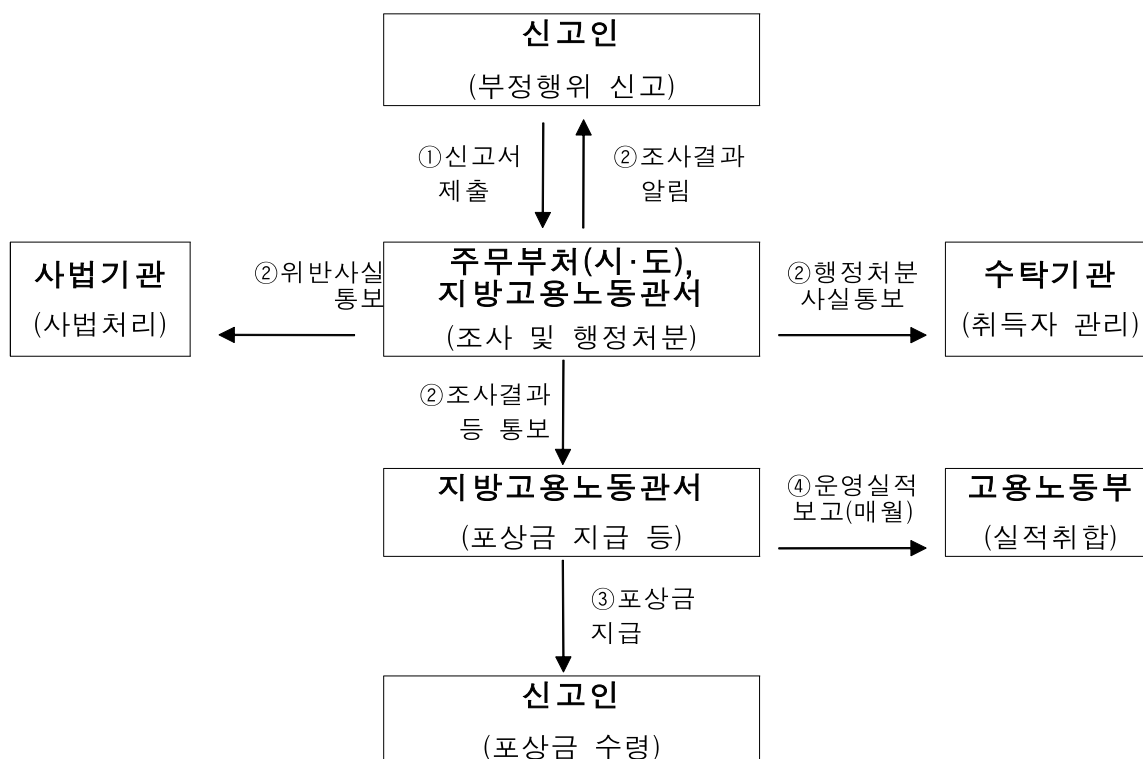 신고인
(부정행위 신고)
①신고서
제출
②조사결과
알림
사법기관
(사법처리)
②위반사실
통보
주무부처(시·도),
지방고용노동관서
(조사 및 행정처분)
②행정처분
사실통보
수탁기관
(취득자 관리)
②조사결과
등 통보
지방고용노동관서
(포상금 지급 등)
④운영실적
보고(매월)
고용노동부
(실적취합)
③포상금
지급
신고인
(포상금 수령)